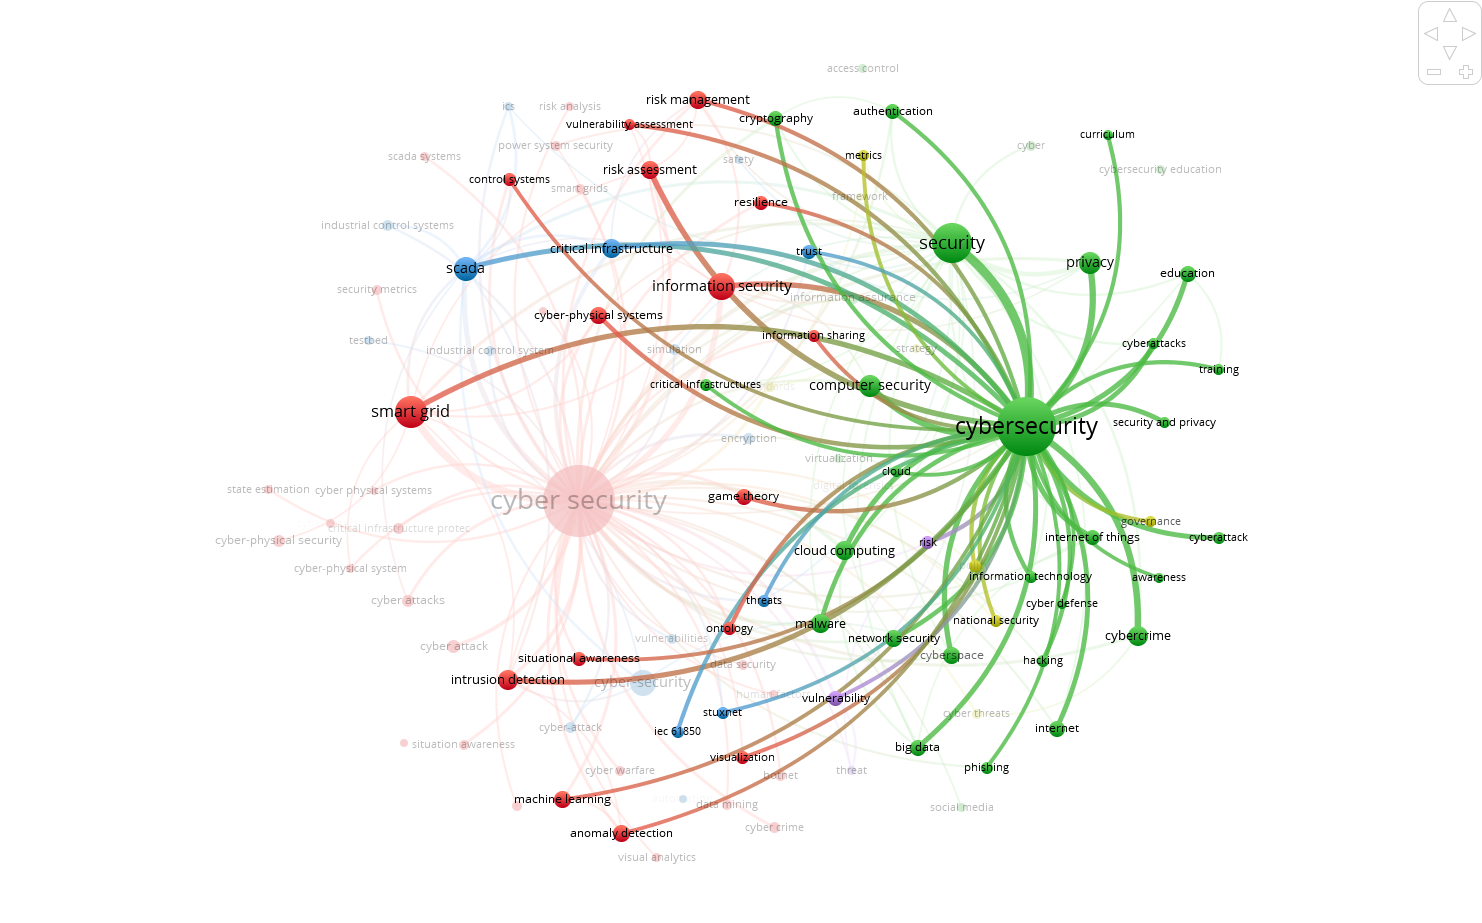 access control
risk management
ics
risk analysis
authentication
cryptography
vulnerability assessment
curriculum
power system security
cyber
metrics
scada systems
safety
risk assessment
cybersecurity education
control systems
smart grids
framework
resilience
industrial control systems
security
critical infrastructure
trust
privacy
scada
education
information security
security metrics
information assurance
cyber-physical systems
information sharing
testbed
cyberattacks
industrial control system
simulation
strategy
training
critical infrastructures
computer security
smart grid
security and privacy
cybersecurity
encryption
virtualization
cloud
state estimation
cyber physical systems
game theory
cyber security
governance
critical infrastructure protec
internet of things
cyberattack
cyber-physical security
risk
cloud computing
cyber-physical system
information technology
awareness
cyber attacks
threats
cyber defense
national security
malware
ontology
cybercrime
vulnerabilities
network security
cyber attack
cyberspace
situational awareness
hacking
data security
intrusion detection
cyber-security
vulnerability
stuxnet
cyber threats
cyber-attack
iec 61850
internet
situation awareness
big data
visualization
cyber warfare
threat
phishing
botnet
machine learning
data mining
social media
cyber crime
anomaly detection
visual analytics